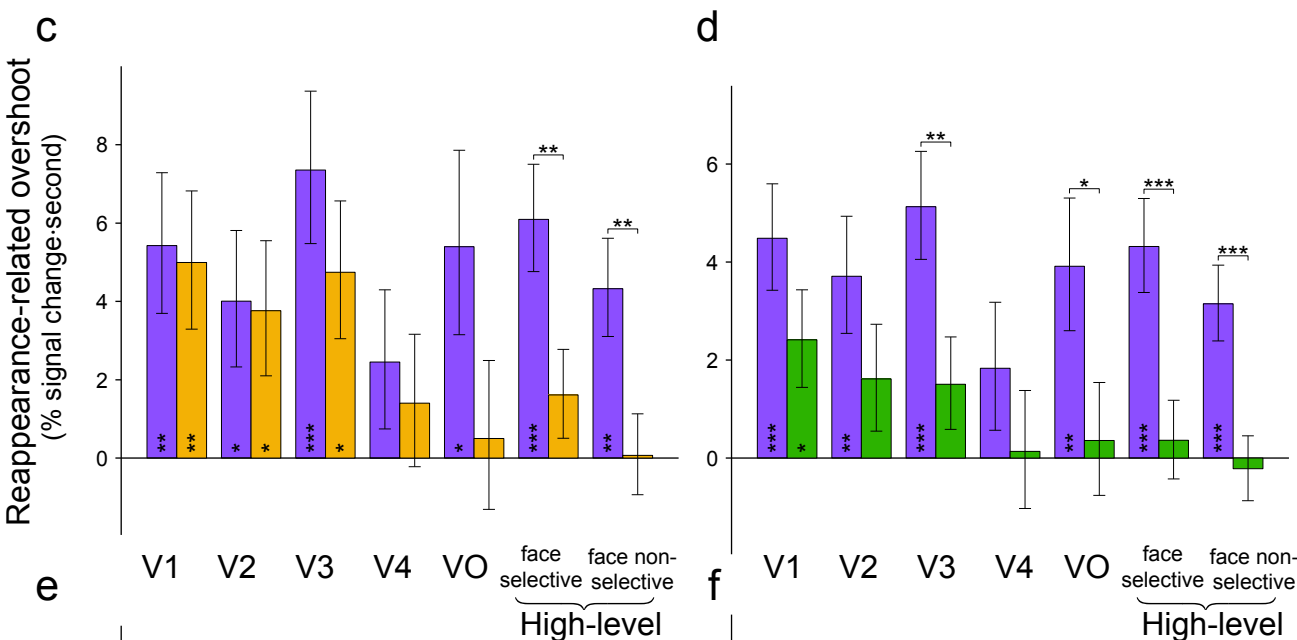 c
d
Reappearance-related overshoot
(% signal change·second)
8
6
4
2
0
6
4
2
0
** ** * * *** * * *** **
** **
*** * ** *** ** *** ***
** * *** ***
V1 V2 V3 V4 VO face selective face non-selective
High-level
V1 V2 V3 V4 VO face selective face non-selective
High-level
e
f